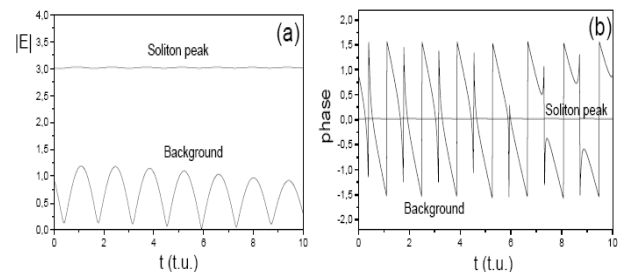 4,0
|E|
3,5
3,0
2,5
2,0
1,5
1,0
0,5
0,0
(a)
Soliton peak
Background
0 2 4 6 8 10
t (t.u.)
phase
2,0
1,5
1,0
0,5
0,0
-0,5
-1,0
-1,5
-2,0
(b)
Soliton peak
Background
0 2 4 6 8 10
t (t.u.)